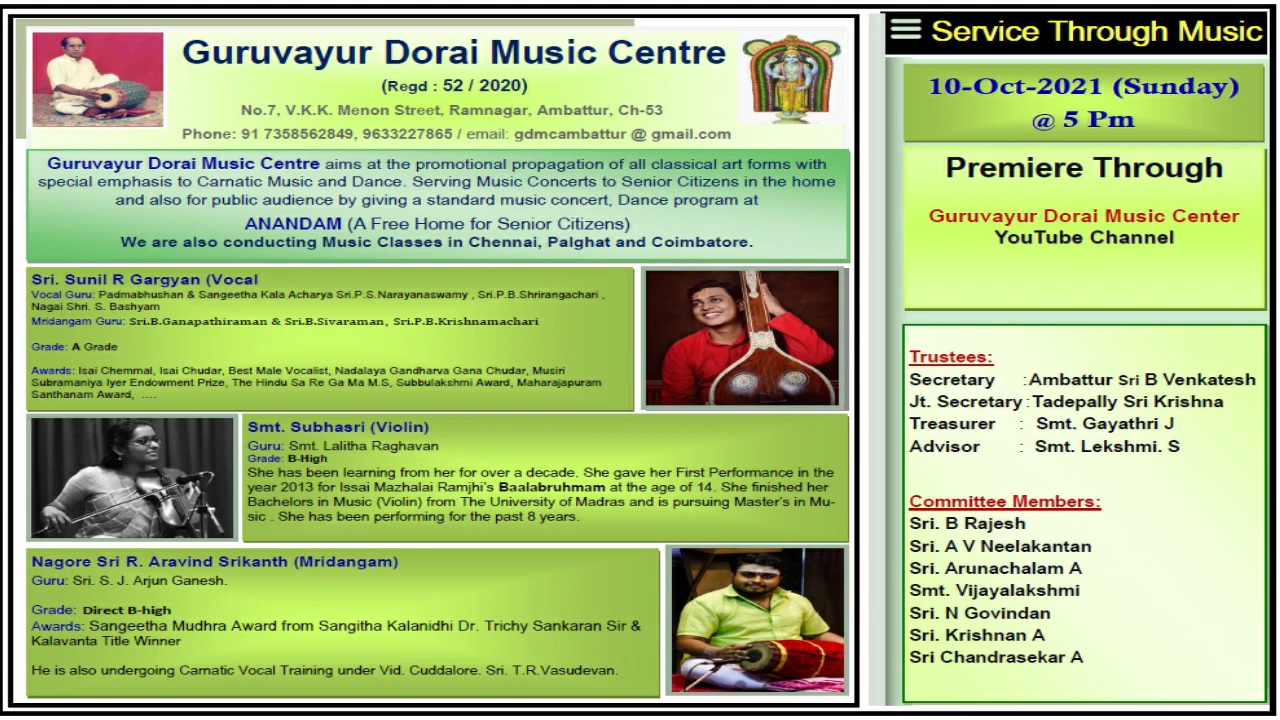 Guruvayur Dorai Music Centre
(Regd : 52 / 2020)
No.7, V.K.K. Menon Street, Ramnagar, Ambattur, Ch-53
Phone: 91 7358562849, 9633227865 / email: gdmcambattur @ gmail.com
Guruvayur Dorai Music Centre aims at the promotional propagation of all classical art forms with
special emphasis to Carnatic Music and Dance. Serving Music Concerts to Senior Citizens in the home
and also for public audience by giving a standard music concert, Dance program at
ANANDAM (A Free Home for Senior Citizens)
We are also conducting Music Classes in Chennai, Palghat and Coimbatore.
Sri. Sunil R Gargyan (Vocal
Vocal Guru: Padmabhushan & Sangeetha Kala Acharya Sri.P.S.Narayanaswamy , Sri.P.B.Shrirangachari ,
Nagai Shri. S. Bashyam
Mridangam Guru: Sri.B.Ganapathiraman & Sri.B.Sivaraman, Sri.P.B.Krishnamachari
Grade: A Grade
Awards: Isai Chemmal, Isai Chudar, Best Male Vocalist, Nadalaya Gandharva Gana Chudar, Musiri
Subramaniya Iyer Endowment Prize, The Hindu Sa Re Ga Ma M.S, Subbulakshmi Award, Maharajapuram
Santhanam Award, ....
Smt. Subhasri (Violin)
Guru: Smt. Lalitha Raghavan
Grade: B-High
She has been learning from her for over a decade. She gave her First Performance in the
year 2013 for Issai Mazhalai Ramjhi's Baalabruhmam at the age of 14. She finished her
Bachelors in Music (Violin) from The University of Madras and is pursuing Master's in Mu-
sic . She has been performing for the past 8 years.
Nagore Sri R. Aravind Srikanth (Mridangam)
Guru: Sri. S. J. Arjun Ganesh.
Grade: Direct B-high
Awards: Sangeetha Mudhra Award from Sangitha Kalanidhi Dr. Trichy Sankaran Sir &
Kalavanta Title Winner
He is also undergoing Carnatic Vocal Training under Vid. Cuddalore. Sri. T.R.Vasudevan.
Service Through Music
10-Oct-2021 (Sunday)
@ 5 Pm
Premiere Through
Guruvayur Dorai Music Center
YouTube Channel
Trustees:
Secretary : Ambattur Sri B Venkatesh
Jt. Secretary : Tadepally Sri Krishna
Treasurer : Smt. Gayathri J
Advisor : Smt. Lekshmi. S
Committee Members:
Sri. B Rajesh
Sri. A V Neelakantan
Sri. Arunachalam A
Smt. Vijayalakshmi
Sri. N Govindan
Sri. Krishnan A
Sri Chandrasekar A